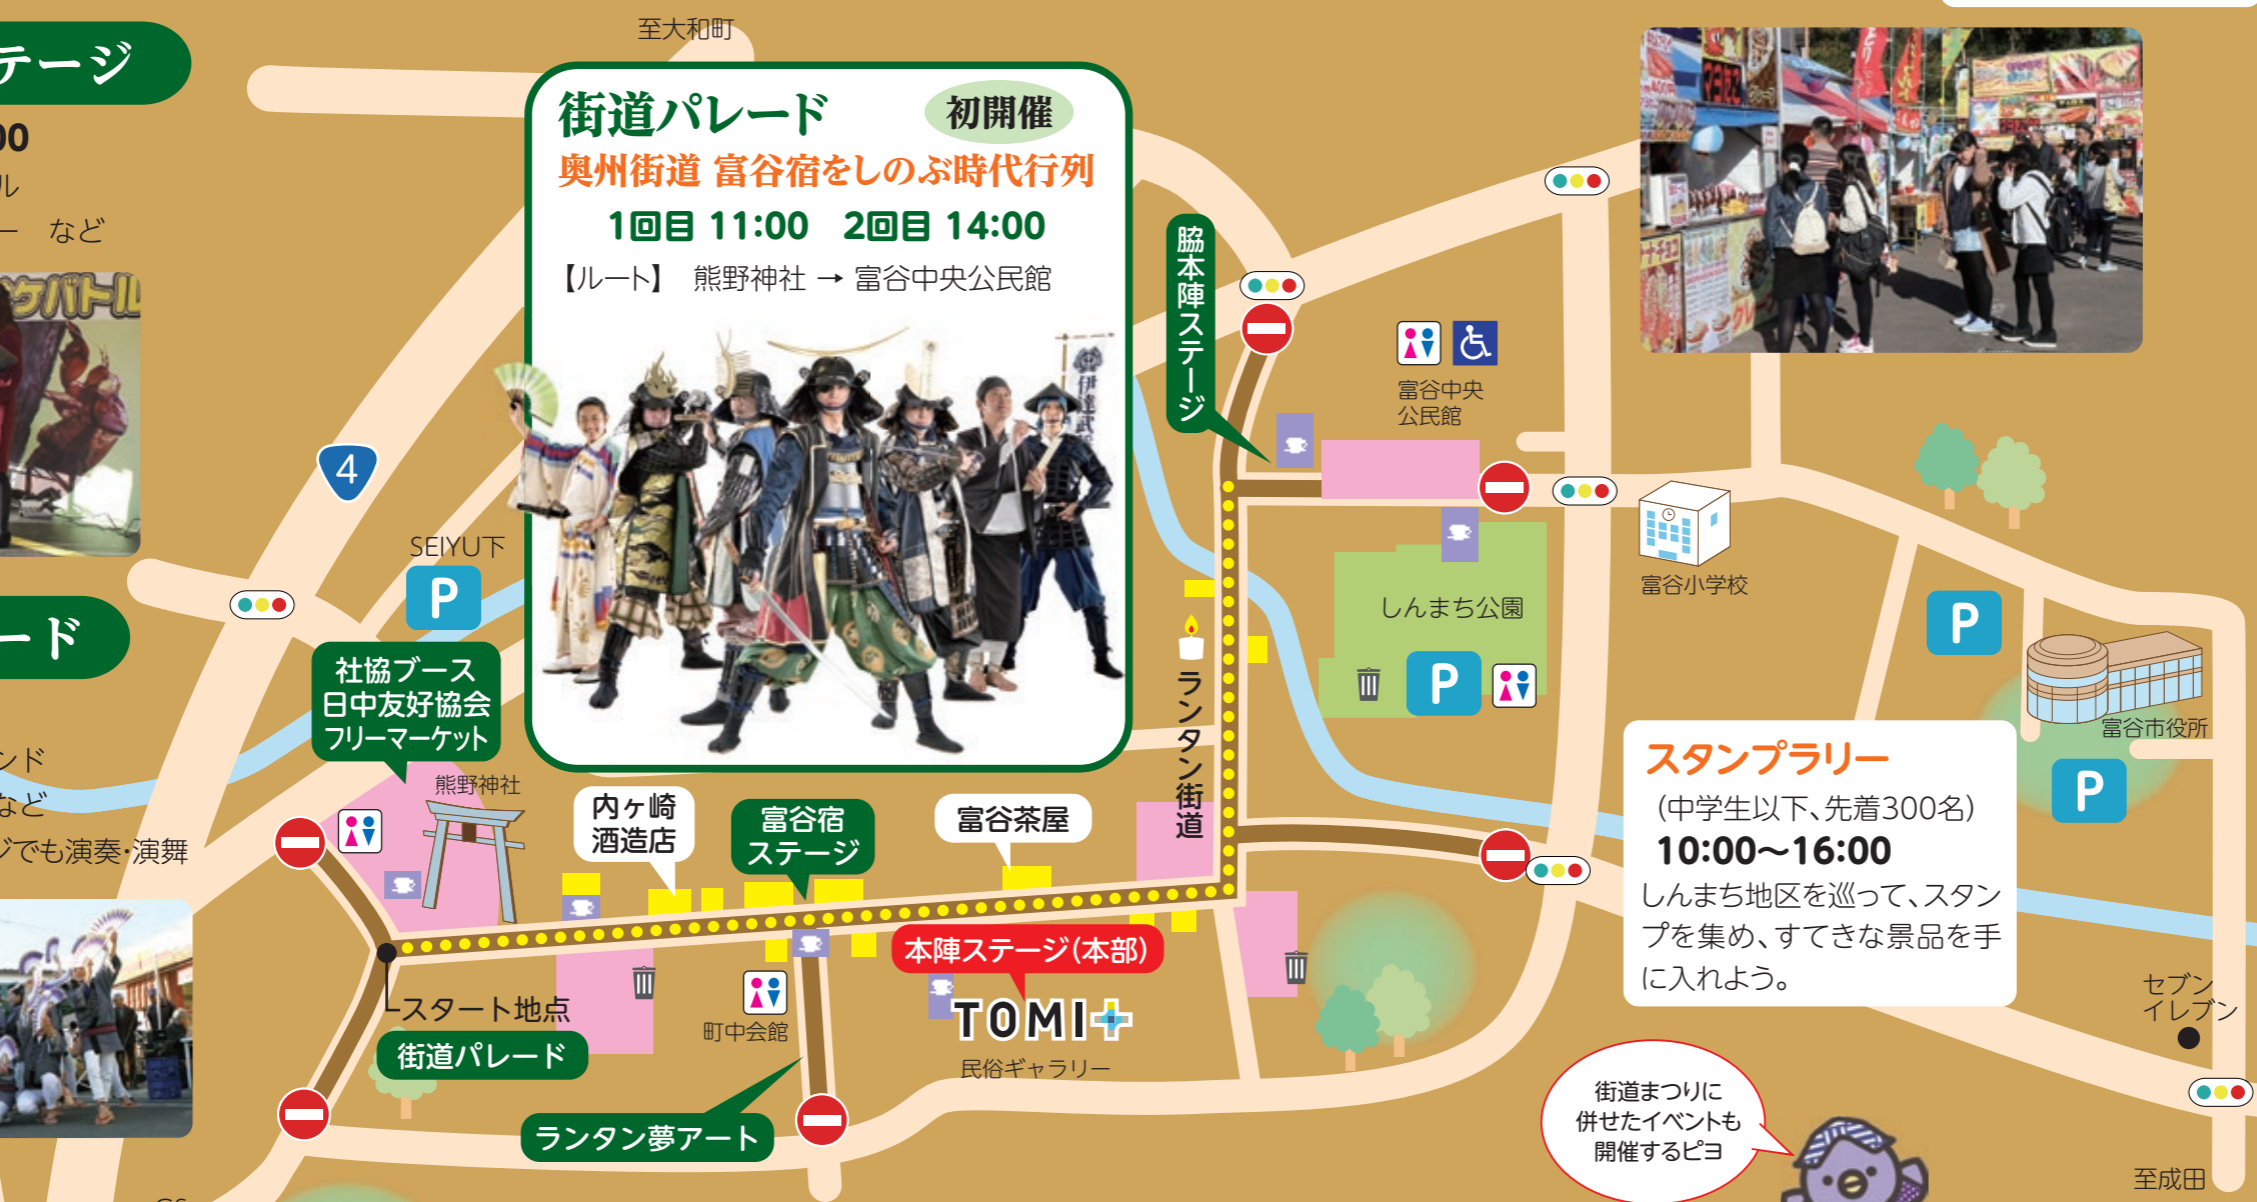 テージ
00
ル
ー など
ケバトル
ード
ンド
など
ジでも演奏・演舞
至大和町
街道パレード
初開催
奥州街道 富谷宿をしのぶ時代行列
1回目 11:00 2回目 14:00
【ルート】 熊野神社 → 富谷中央公民館
伊達武
4
SEIYU下
P
社協ブース
日中友好協会
フリーマーケット
熊野神社
内ヶ崎
酒造店
富谷宿
ステージ
富谷茶屋
脇本陣ステージ
富谷中央
公民館
しんまち公園
P
ランタン街道
富谷小学校
P
富谷市役所
P
スタンプラリー
(中学生以下、先着300名)
10:00〜16:00
しんまち地区を巡って、スタン
プを集め、すてきな景品を手
に入れよう。
本陣ステージ(本部)
TOMI+
民俗ギャラリー
町中会館
スタート地点
街道パレード
ランタン夢アート
セブン
イレブン
街道まつりに
併せたイベントも
開催するピヨ
至成田